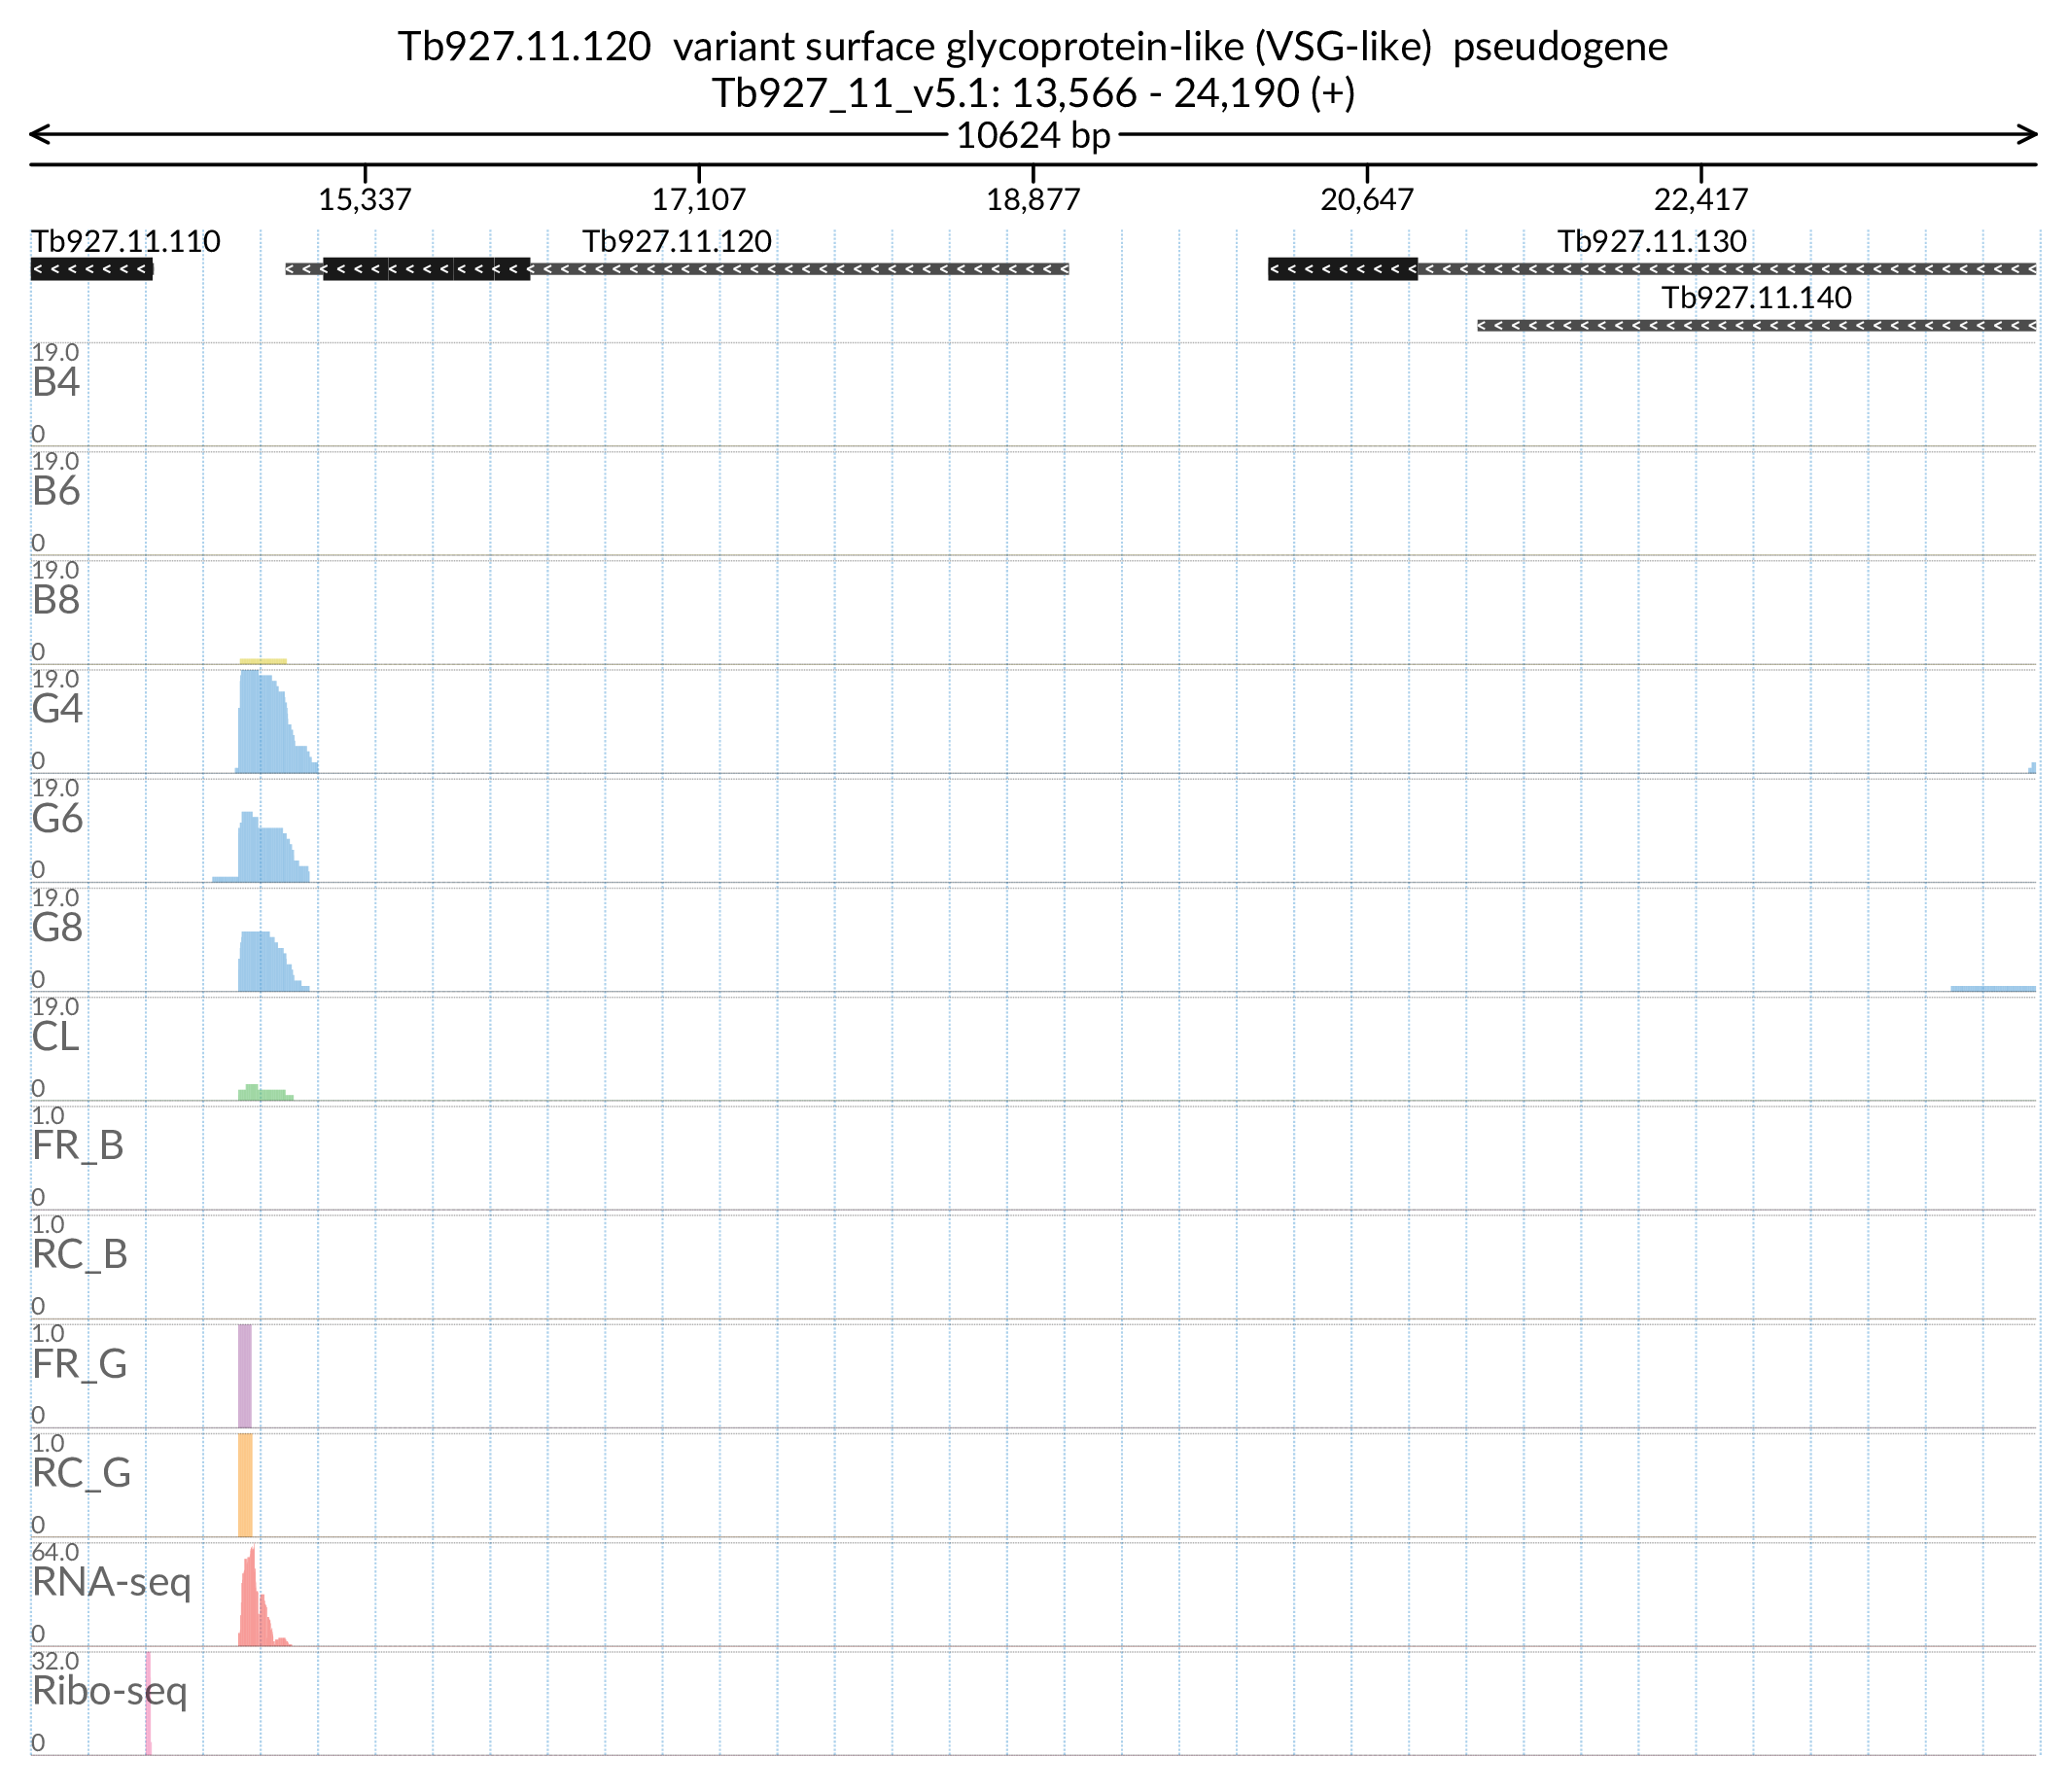 Tb927.11.120  variant surface glycoprotein-like (VSG-like)  pseudogene
Tb927_11_v5.1: 13,566 - 24,190 (+)
10624 bp
15,337 17,107 18,877 20,647 22,417
Tb927.11.110 Tb927.11.120 Tb927.11.130
Tb927.11.140
19.0
B4
0
19.0
B6
0
19.0
B8
0
19.0
G4
0
19.0
G6
0
19.0
G8
0
19.0
CL
0
1.0
FR_B
0
1.0
RC_B
0
1.0
FR_G
0
1.0
RC_G
0
64.0
RNA-seq
0
32.0
Ribo-seq
0